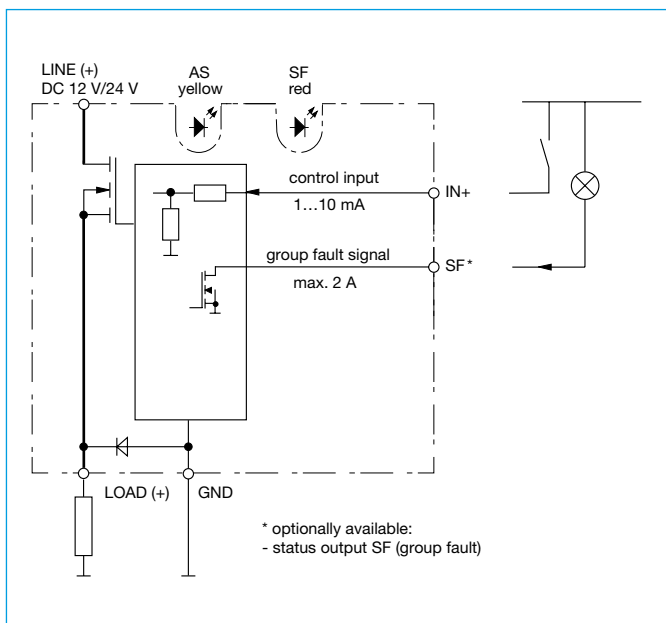 LINE (+)
DC 12 V/24 V
AS
yellow
SF
red
control input
1…10 mA
IN+
group fault signal
max. 2 A
SF*
LOAD (+)
GND
* optionally available:
- status output SF (group fault)